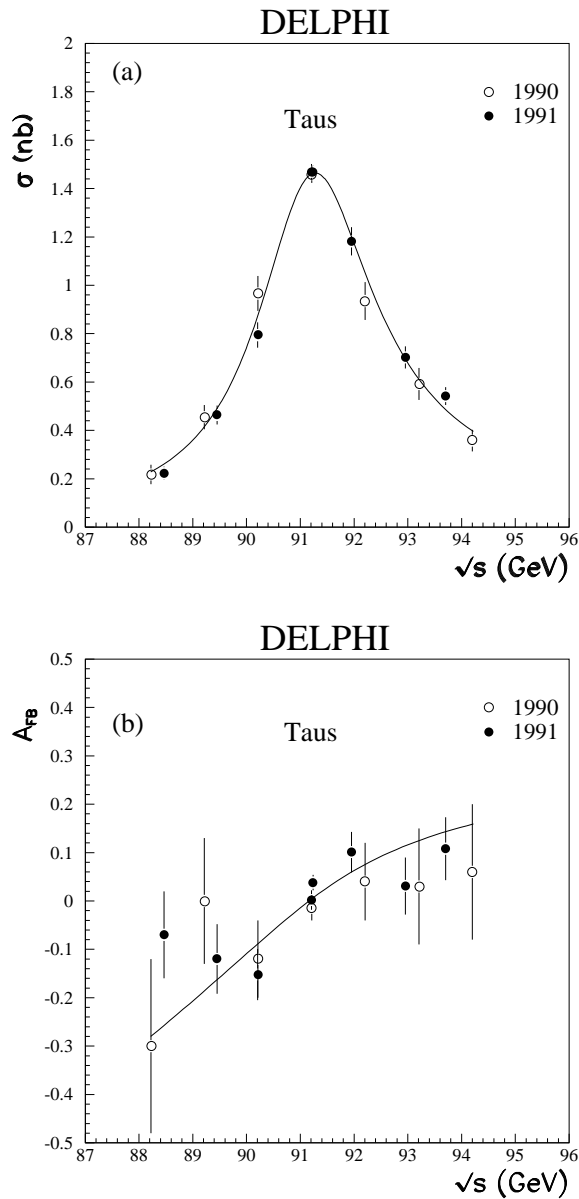 DELPHI
(a)
1990
1991
Taus
σ (nb)
2
1.8
1.6
1.4
1.2
1
0.8
0.6
0.4
0.2
0
87 88 89 90 91 92 93 94 95 96
√s (GeV)
DELPHI
(b)
1990
1991
Taus
A_FB
0.5
0.4
0.3
0.2
0.1
0
-0.1
-0.2
-0.3
-0.4
-0.5
87 88 89 90 91 92 93 94 95 96
√s (GeV)